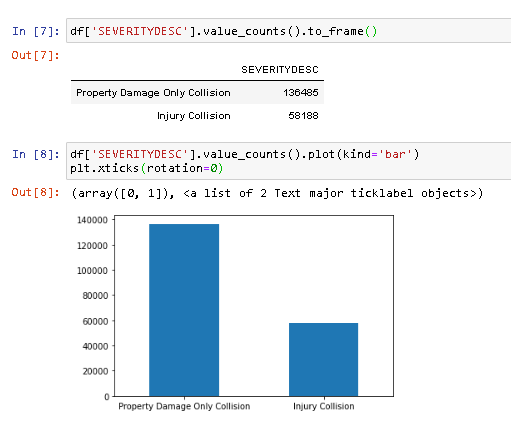 In [7]: df['SEVERITYDESC'].value_counts().to_frame()
Out[7]:
SEVERITYDESC
Property Damage Only Collision 136485
Injury Collision 58188
In [8]: df['SEVERITYDESC'].value_counts().plot(kind='bar')
plt.xticks(rotation=0)
Out[8]: (array([0, 1]), <a list of 2 Text major ticklabel objects>)
140000
120000
100000
80000
60000
40000
20000
0
Property Damage Only Collision Injury Collision